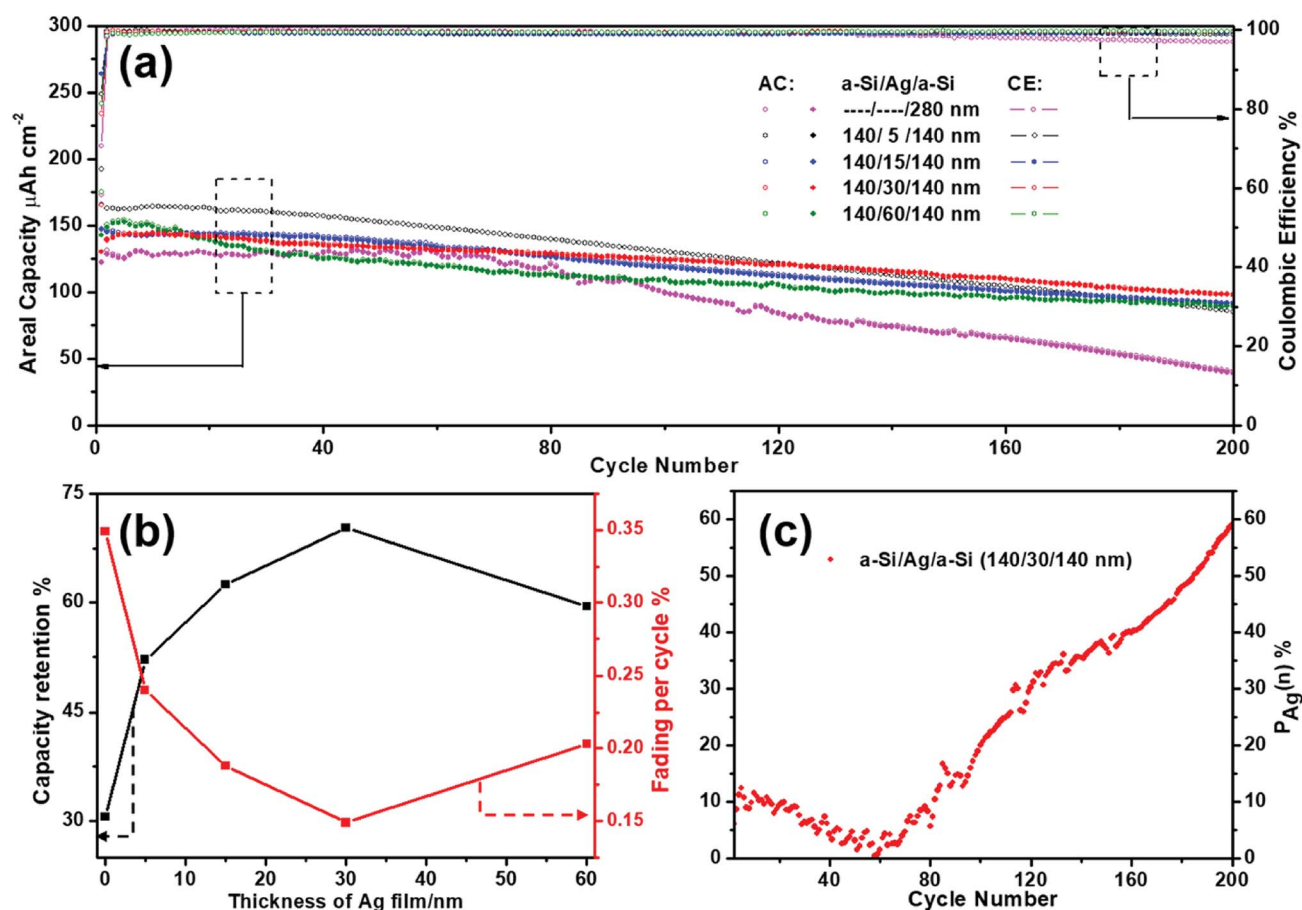 (a)
Areal Capacity μAh cm-2
300
250
200
150
100
50
0
0 40 80 120 160 200
Cycle Number
100
80
60
40
20
0
Coulombic Efficiency %
AC: a-Si/Ag/a-Si CE:
----/----/280 nm
140/ 5 /140 nm
140/15/140 nm
140/30/140 nm
140/60/140 nm
(b)
Capacity retention %
75
60
45
30
0 10 20 30 40 50 60
Thickness of Ag film/nm
0.35
0.30
0.25
0.20
0.15
Fading per cycle %
(c)
a-Si/Ag/a-Si (140/30/140 nm)
60
50
40
30
20
10
0
40 80 120 160 200
Cycle Number
60
50
40
30
20
10
0
PAg(n) %